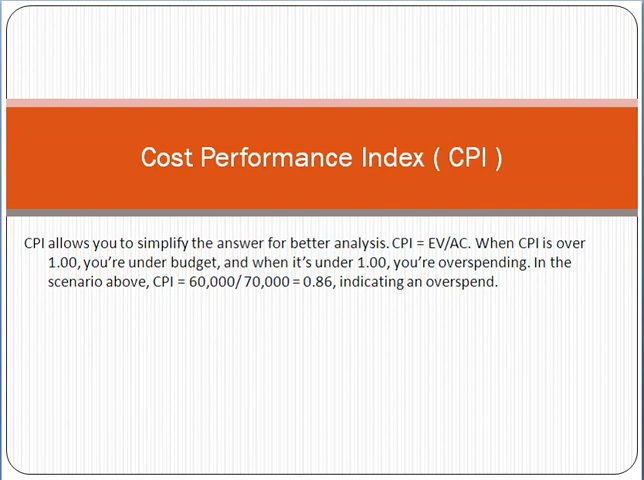 Cost Performance Index ( CPI )
CPI allows you to simplify the answer for better analysis. CPI = EV/AC. When CPI is over
1.00, you’re under budget, and when it’s under 1.00, you’re overspending. In the
scenario above, CPI = 60,000/ 70,000 = 0.86, indicating an overspend.